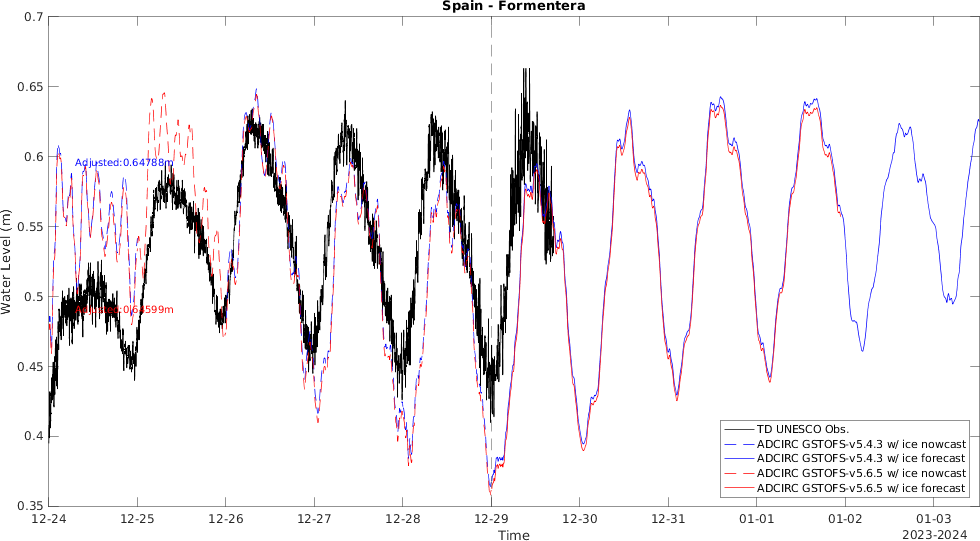 Spain - Formentera
0.7
0.65
0.6
0.55
0.5
0.45
0.4
0.35
Water Level (m)
Adjusted:0.64788m
TD UNESCO Obs.
ADCIRC GSTOFS-v5.4.3 w/ ice nowcast
ADCIRC GSTOFS-v5.4.3 w/ ice forecast
ADCIRC GSTOFS-v5.6.5 w/ ice nowcast
ADCIRC GSTOFS-v5.6.5 w/ ice forecast
12-24 12-25 12-26 12-27 12-28 12-29 12-30 12-31 01-01 01-02 01-03
Time
2023-2024